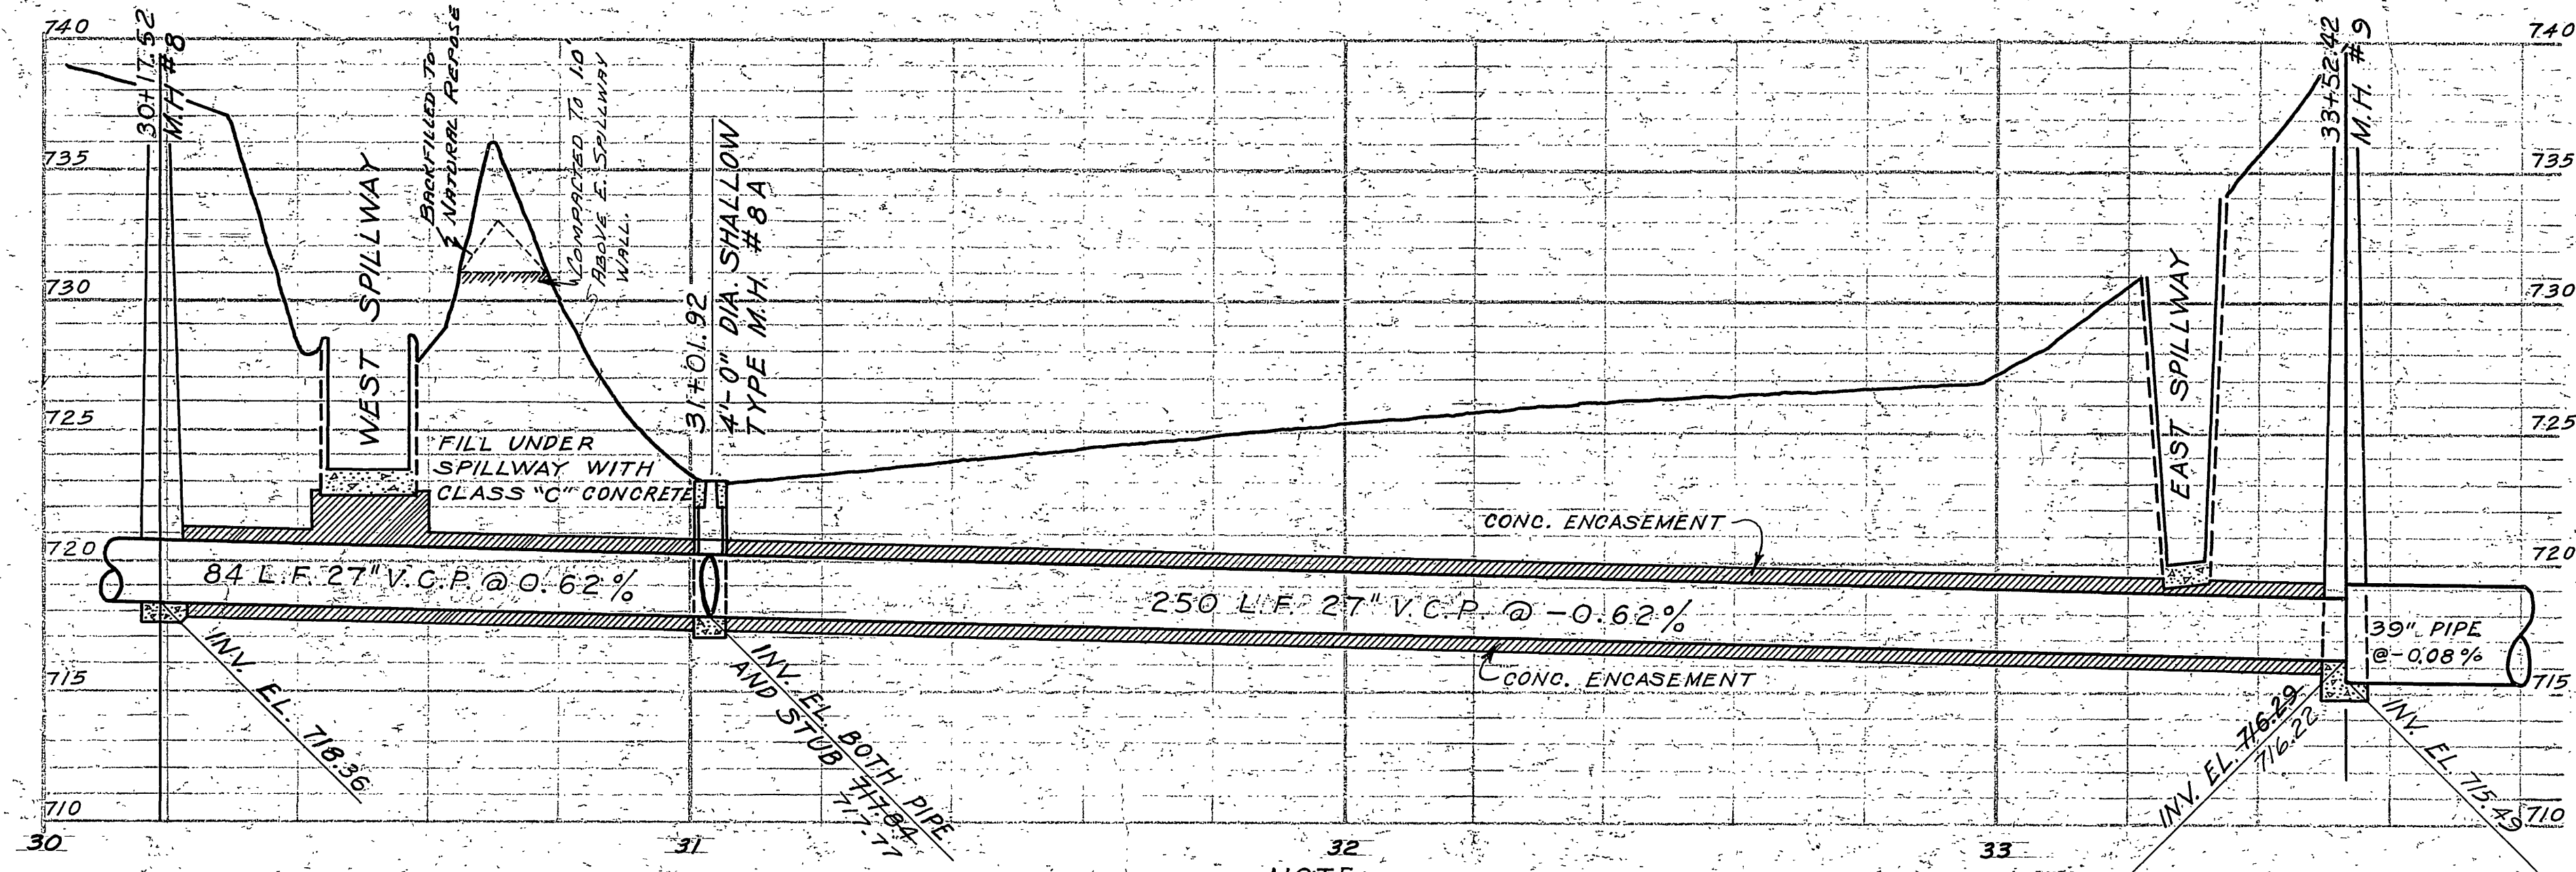 740
735
730
725
720
715
710
30+17.52
M.H. #8
WEST SPILLWAY
BACKFILLED TO
NATURAL REPOSE
COMPACTED TO 1.0'
ABOVE E. SPILLWAY
WALL.
31+01.92
4'-0" DIA. SHALLOW
TYPE M.H. #8A
FILL UNDER
SPILLWAY WITH
CLASS "C" CONCRETE
84 L.F. 27" V.C.P. @ 0.62%
INV. EL. 718.36
INV. EL. BOTH PIPE
AND STUB 717.84
717.77
CONC. ENCASEMENT
250 L.F. 27" V.C.P. @ -0.62%
CONC. ENCASEMENT
EAST SPILLWAY
33+52.42
M.H. #9
39" PIPE
@-0.08%
INV. EL. 716.29
716.22
INV. EL 715.49
740
735
730
725
720
715
710
30
31
32
33
NOTE